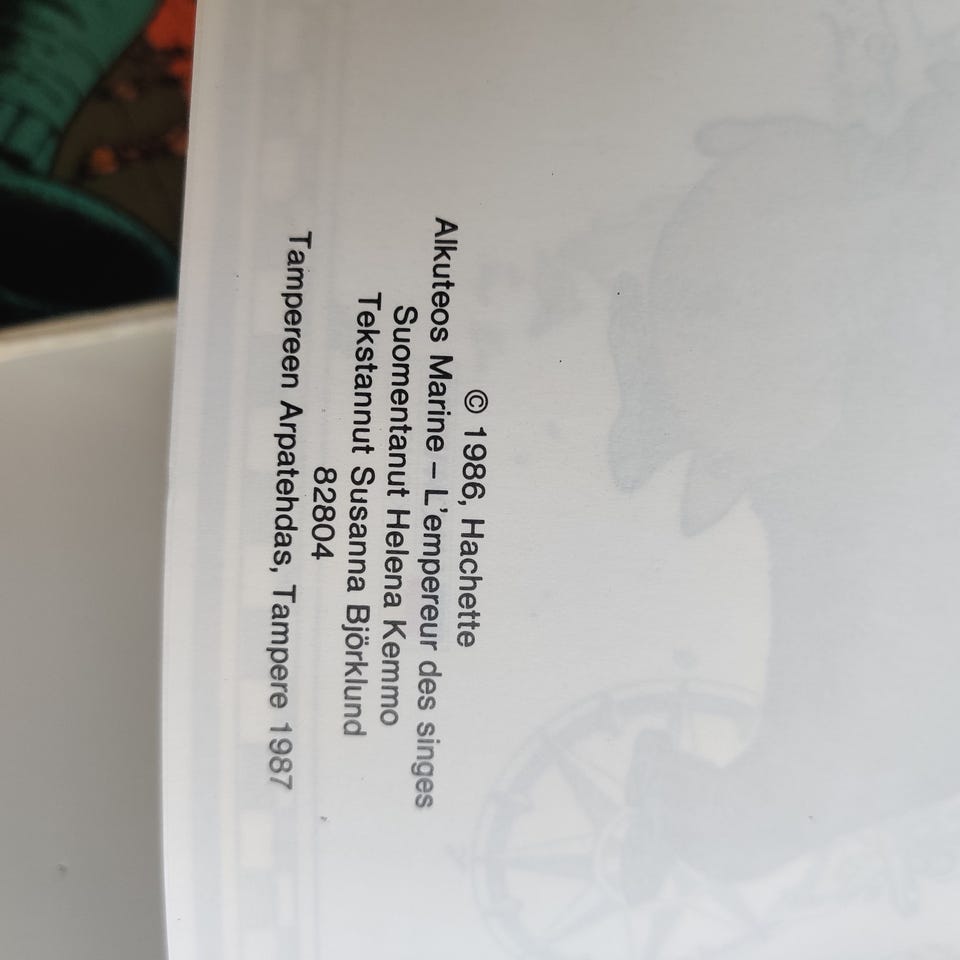 © 1986, Hachette
Alkuteos Marine – L'empereur des singes
Suomentanut Helena Kemmo
Tekstannut Susanna Björklund
82804
Tampereen Arpatehdas, Tampere 1987